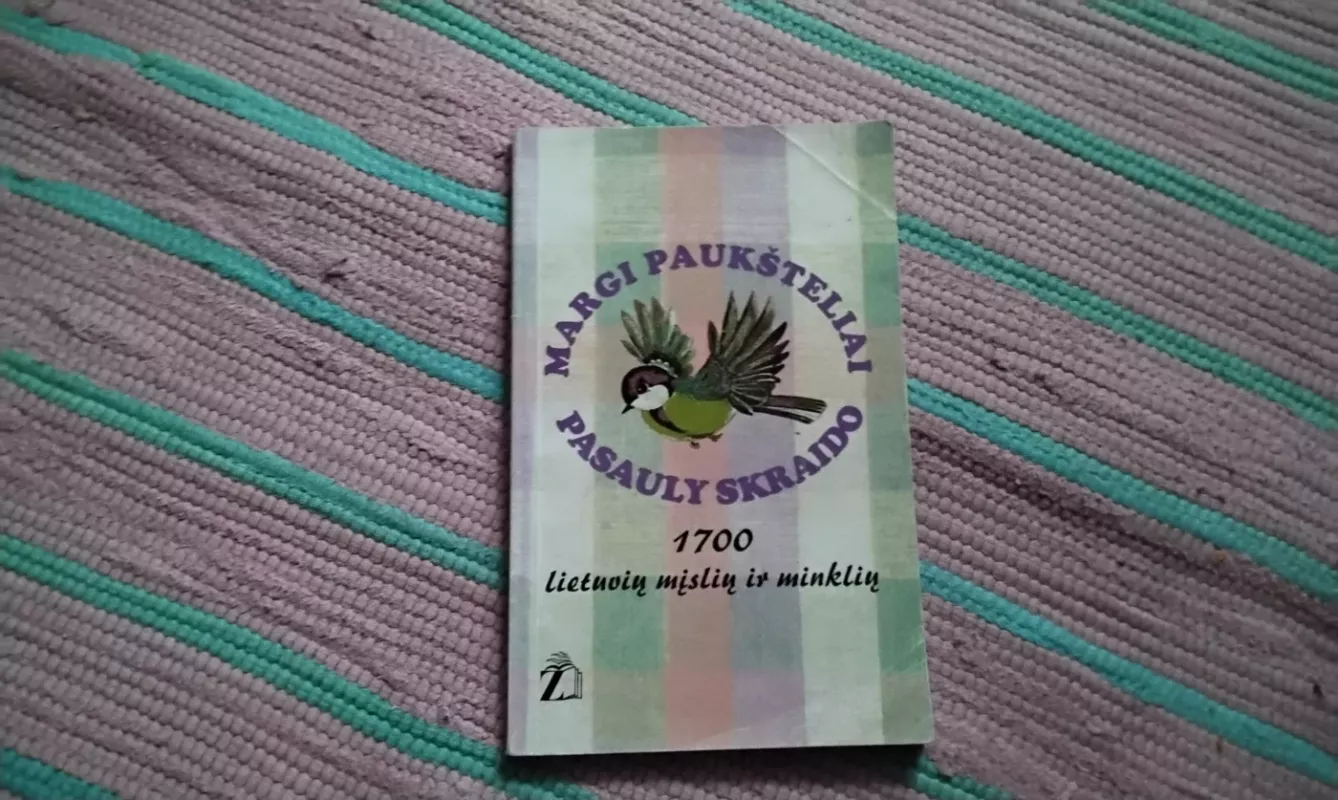 MARGI PAUKŠTELIAI
PASAULY SKRAIDO
1700
lietuvių mįslių ir minklių
Ž